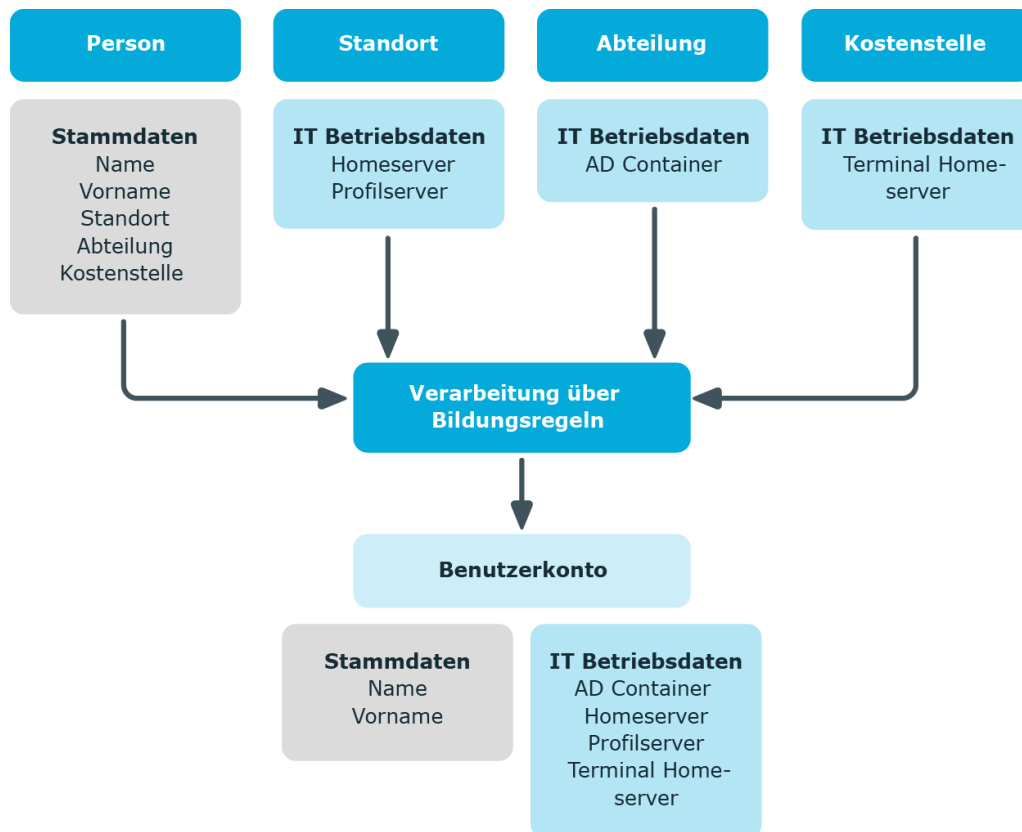 Person
Standort
Abteilung
Kostenstelle
Stammdaten
Name
Vorname
Standort
Abteilung
Kostenstelle
IT Betriebsdaten
Homeserver
Profilserver
IT Betriebsdaten
AD Container
IT Betriebsdaten
Terminal Home-
server
Verarbeitung über
Bildungsregeln
Benutzerkonto
Stammdaten
Name
Vorname
IT Betriebsdaten
AD Container
Homeserver
Profilserver
Terminal Home-
server